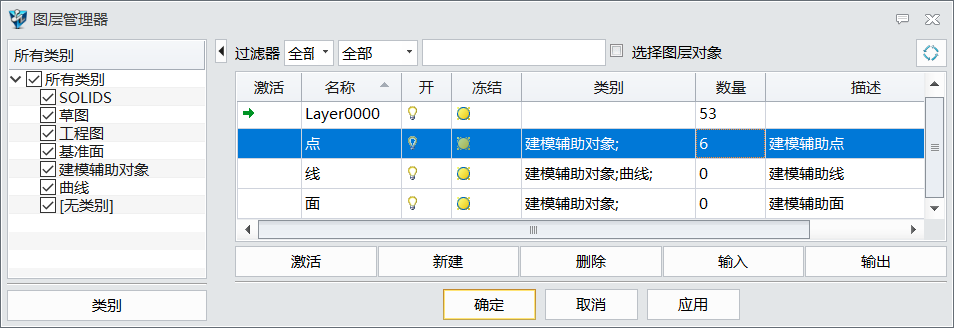 图层管理器
所有类别
所有类别
SOLIDS
草图
工程图
基准面
建模辅助对象
曲线
[无类别]
类别
过滤器 全部 全部 选择图层对象
激活 名称 开 冻结 类别 数量 描述
Layer0000 53
点 建模辅助对象; 6 建模辅助点
线 建模辅助对象;曲线; 0 建模辅助线
面 建模辅助对象; 0 建模辅助面
激活 新建 删除 输入 输出
确定 取消 应用